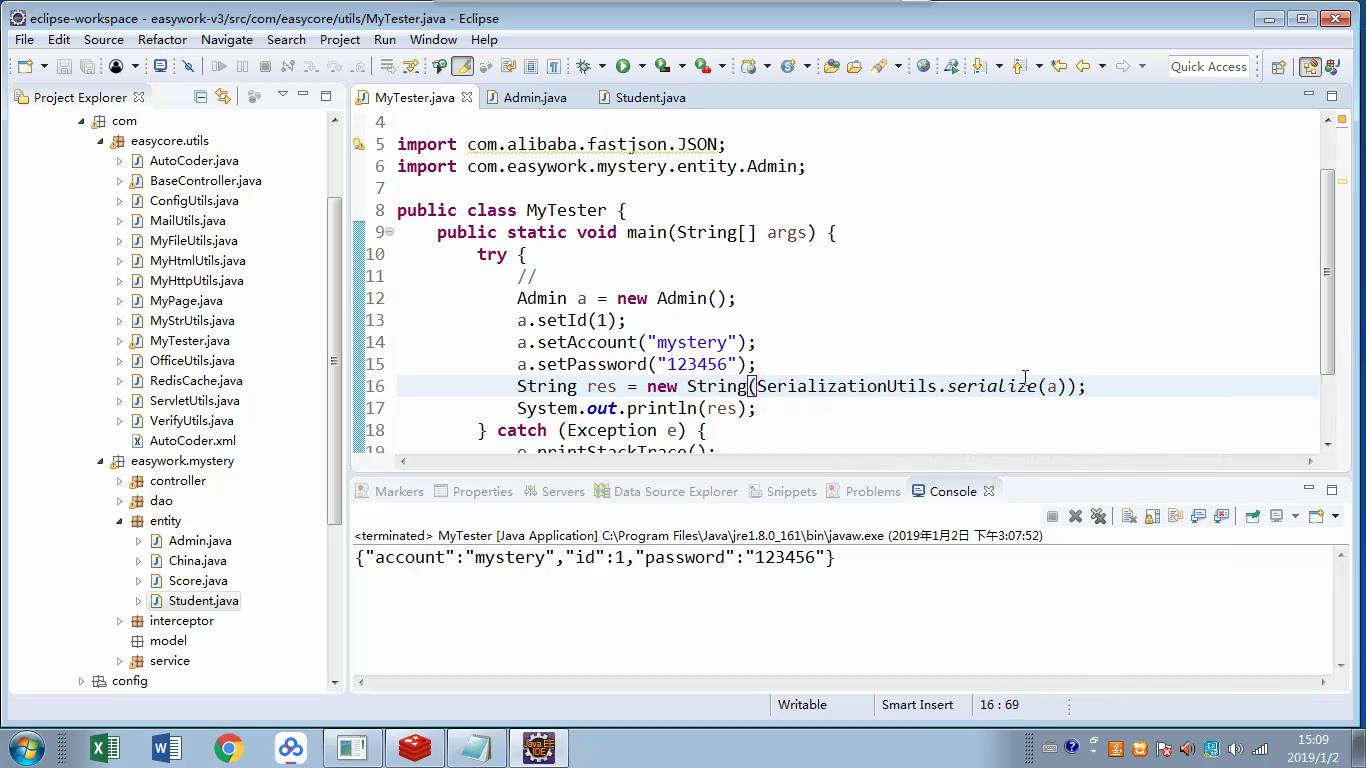 eclipse-workspace - easywork-v3/src/com/easycore/utils/MyTester.java - Eclipse
File Edit Source Refactor Navigate Search Project Run Window Help
Quick Access
Project Explorer
com
easycore.utils
AutoCoder.java
BaseController.java
ConfigUtils.java
MailUtils.java
MyFileUtils.java
MyHtmlUtils.java
MyHttpUtils.java
MyPage.java
MyStrUtils.java
MyTester.java
OfficeUtils.java
RedisCache.java
ServletUtils.java
VerifyUtils.java
AutoCoder.xml
easywork.mystery
controller
dao
entity
Admin.java
China.java
Score.java
Student.java
interceptor
model
service
config
MyTester.java Admin.java Student.java
4
5 import com.alibaba.fastjson.JSON;
6 import com.easywork.mystery.entity.Admin;
7
8 public class MyTester {
9 public static void main(String[] args) {
10 try {
11 //
12 Admin a = new Admin();
13 a.setId(1);
14 a.setAccount("mystery");
15 a.setPassword("123456");
16 String res = new String(SerializationUtils.serialize(a));
17 System.out.println(res);
18 } catch (Exception e) {
19 e.printStackTrace();
Markers Properties Servers Data Source Explorer Snippets Problems Console
<terminated> MyTester [Java Application] C:\Program Files\Java\jre1.8.0_161\bin\javaw.exe (2019年1月2日 下午3:07:52)
{"account":"mystery","id":1,"password":"123456"}
Writable Smart Insert 16 : 69
Java EE
IDE
15:09
2019/1/2